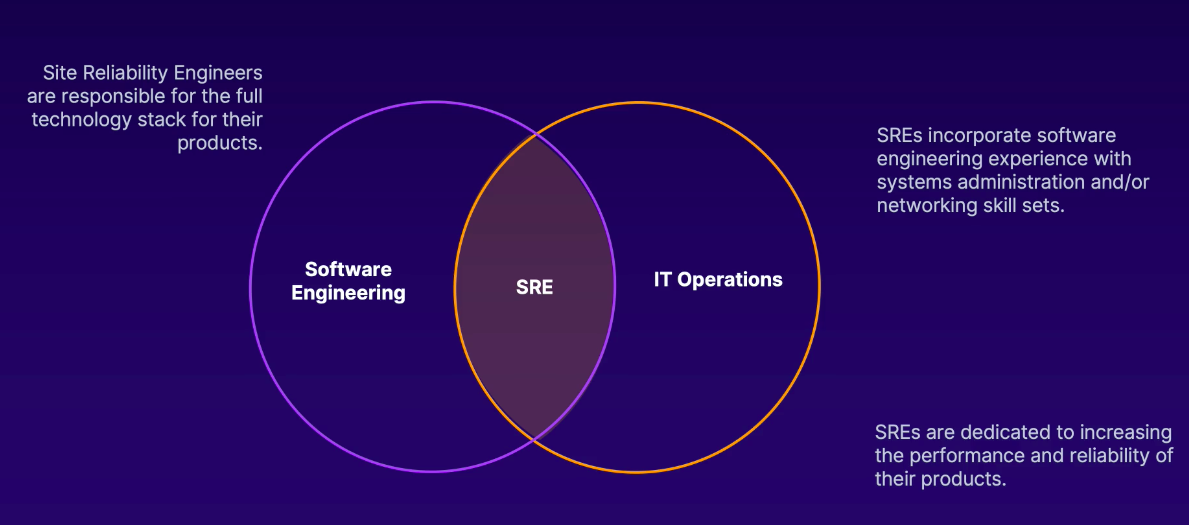 Site Reliability Engineers
are responsible for the full
technology stack for their
products.
Software
Engineering
SRE
IT Operations
SREs incorporate software
engineering experience with
systems administration and/or
networking skill sets.
SREs are dedicated to increasing
the performance and reliability of
their products.